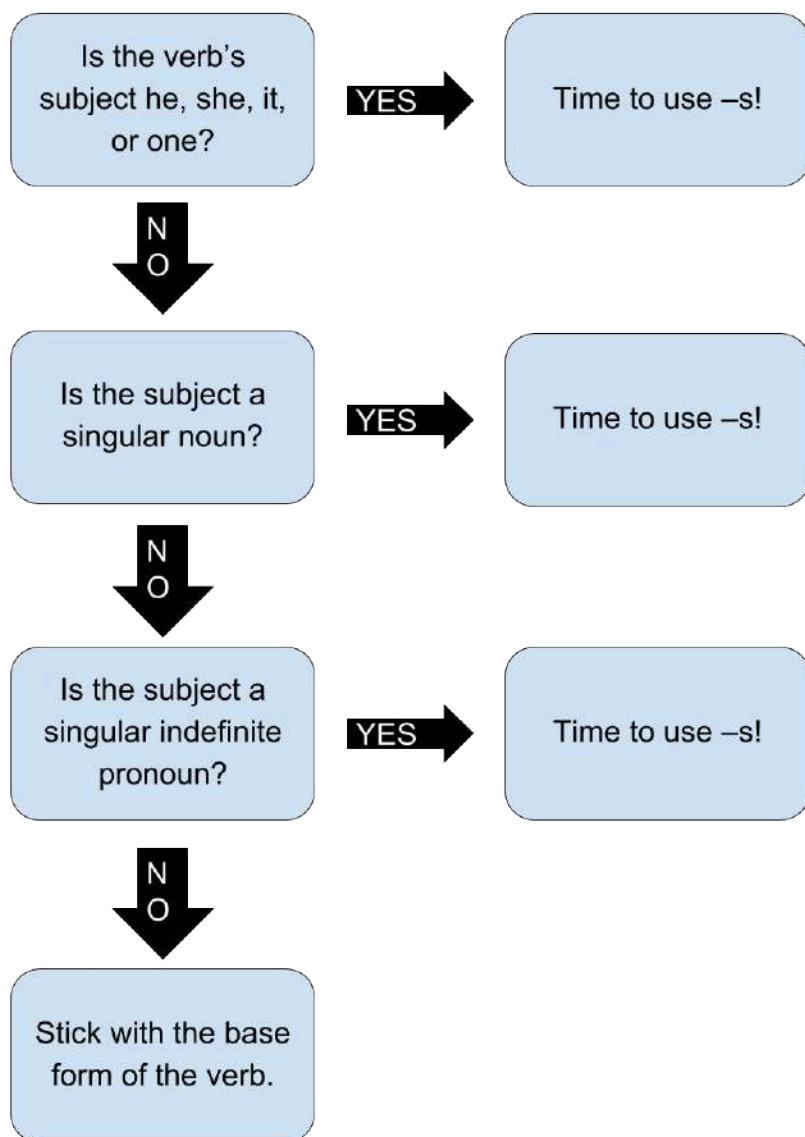 Is the verb's
subject he, she, it,
or one?
YES
Time to use –s!
N
O
Is the subject a
singular noun?
YES
Time to use –s!
N
O
Is the subject a
singular indefinite
pronoun?
YES
Time to use –s!
N
O
Stick with the base
form of the verb.